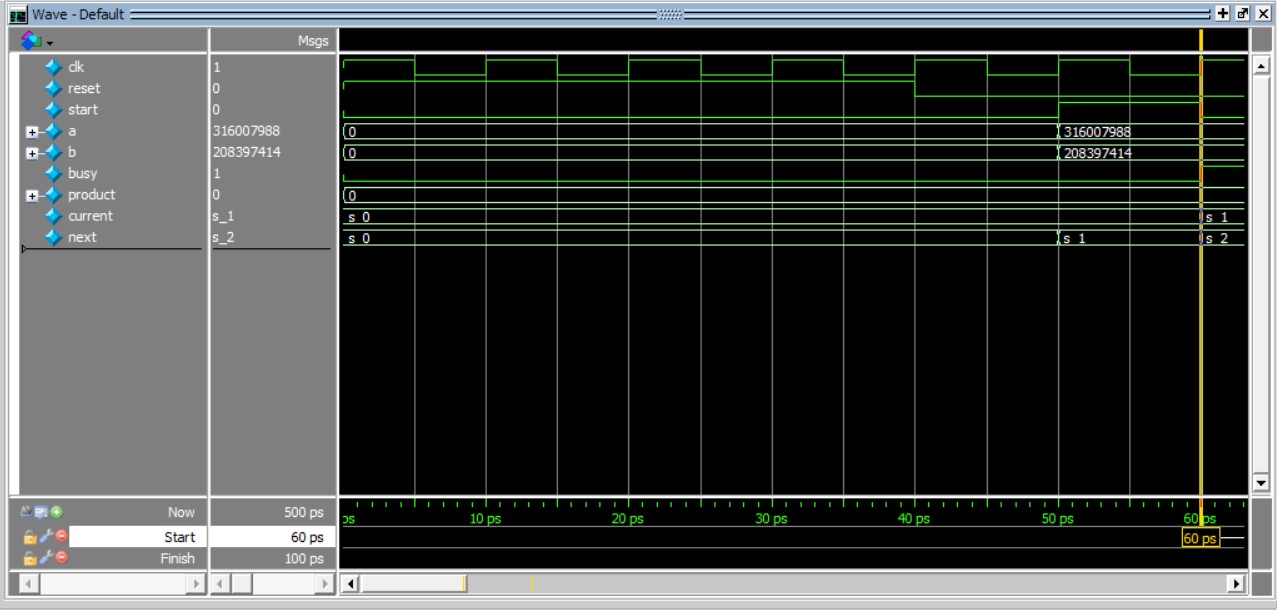 Wave - Default
Msgs
clk 1
reset 0
start 0
a 316007988 0 316007988
b 208397414 0 208397414
busy 1
product 0 0
current s_1 s_0 s_1
next s_2 s_0 s_1 s_2
Now 500 ps ps 10 ps 20 ps 30 ps 40 ps 50 ps 60 ps
Start 60 ps 60 ps
Finish 100 ps